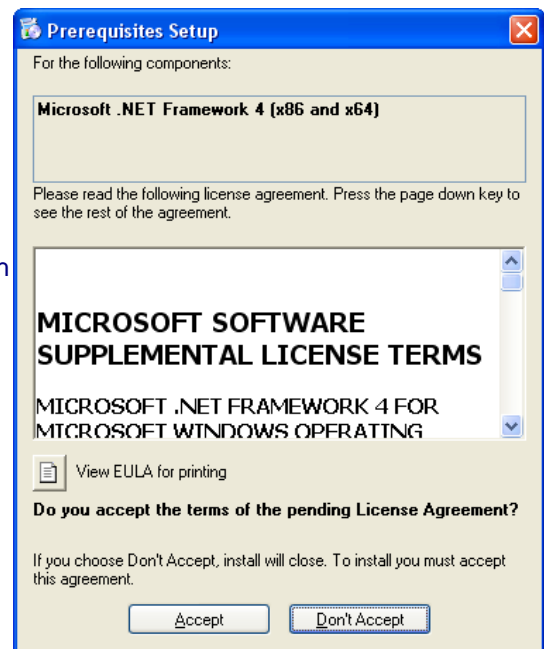 Prerequisites Setup
For the following components:
Microsoft .NET Framework 4 (x86 and x64)
Please read the following license agreement. Press the page down key to
see the rest of the agreement.
MICROSOFT SOFTWARE
SUPPLEMENTAL LICENSE TERMS
MICROSOFT .NET FRAMEWORK 4 FOR
MICROSOFT WINDOWS OPERATING
View EULA for printing
Do you accept the terms of the pending License Agreement?
If you choose Don't Accept, install will close. To install you must accept
this agreement.
Accept
Don't Accept